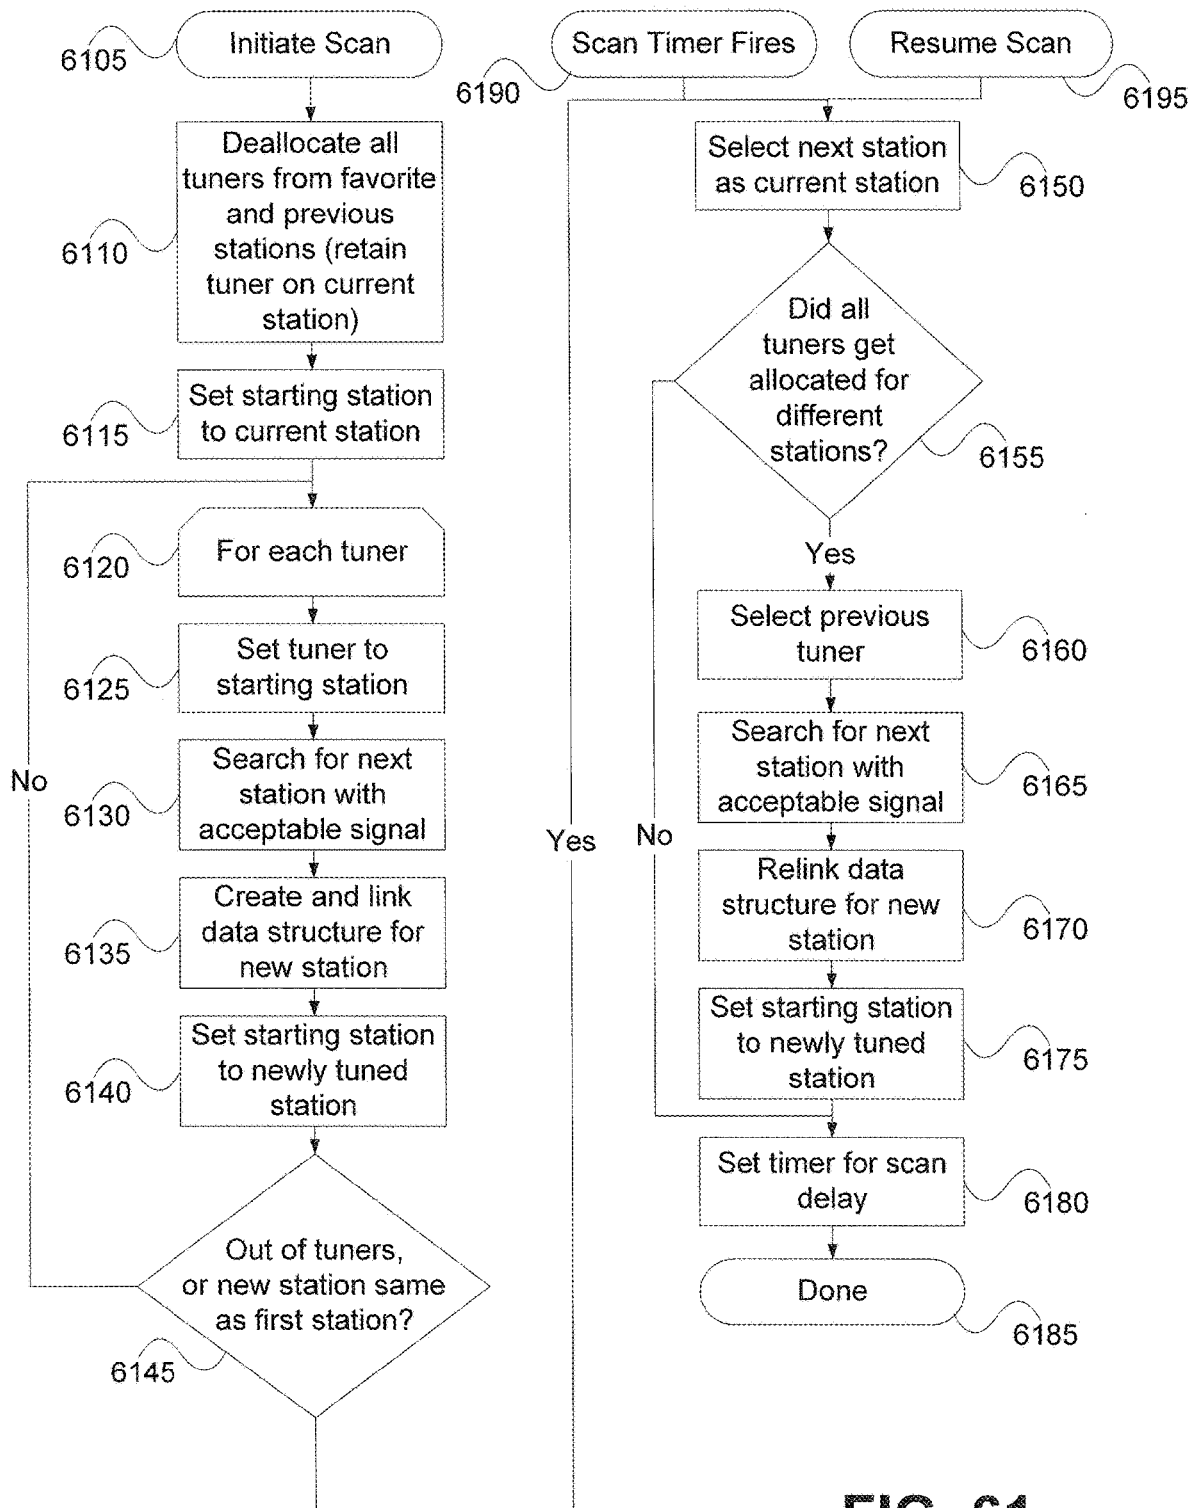 Initiate Scan
6105
Deallocate all
tuners from favorite
and previous
stations (retain
tuner on current
station)
6110
Set starting station
to current station
6115
For each tuner
6120
Set tuner to
starting station
6125
Search for next
station with
acceptable signal
6130
Create and link
data structure for
new station
6135
Set starting station
to newly tuned
station
6140
No
Out of tuners,
or new station same
as first station?
6145
Yes
Scan Timer Fires
6190
Resume Scan
6195
Select next station
as current station
6150
Did all
tuners get
allocated for
different
stations?
6155
Yes
No
Select previous
tuner
6160
Search for next
station with
acceptable signal
6165
Relink data
structure for new
station
6170
Set starting station
to newly tuned
station
6175
Set timer for scan
delay
6180
Done
6185
FIG. 61